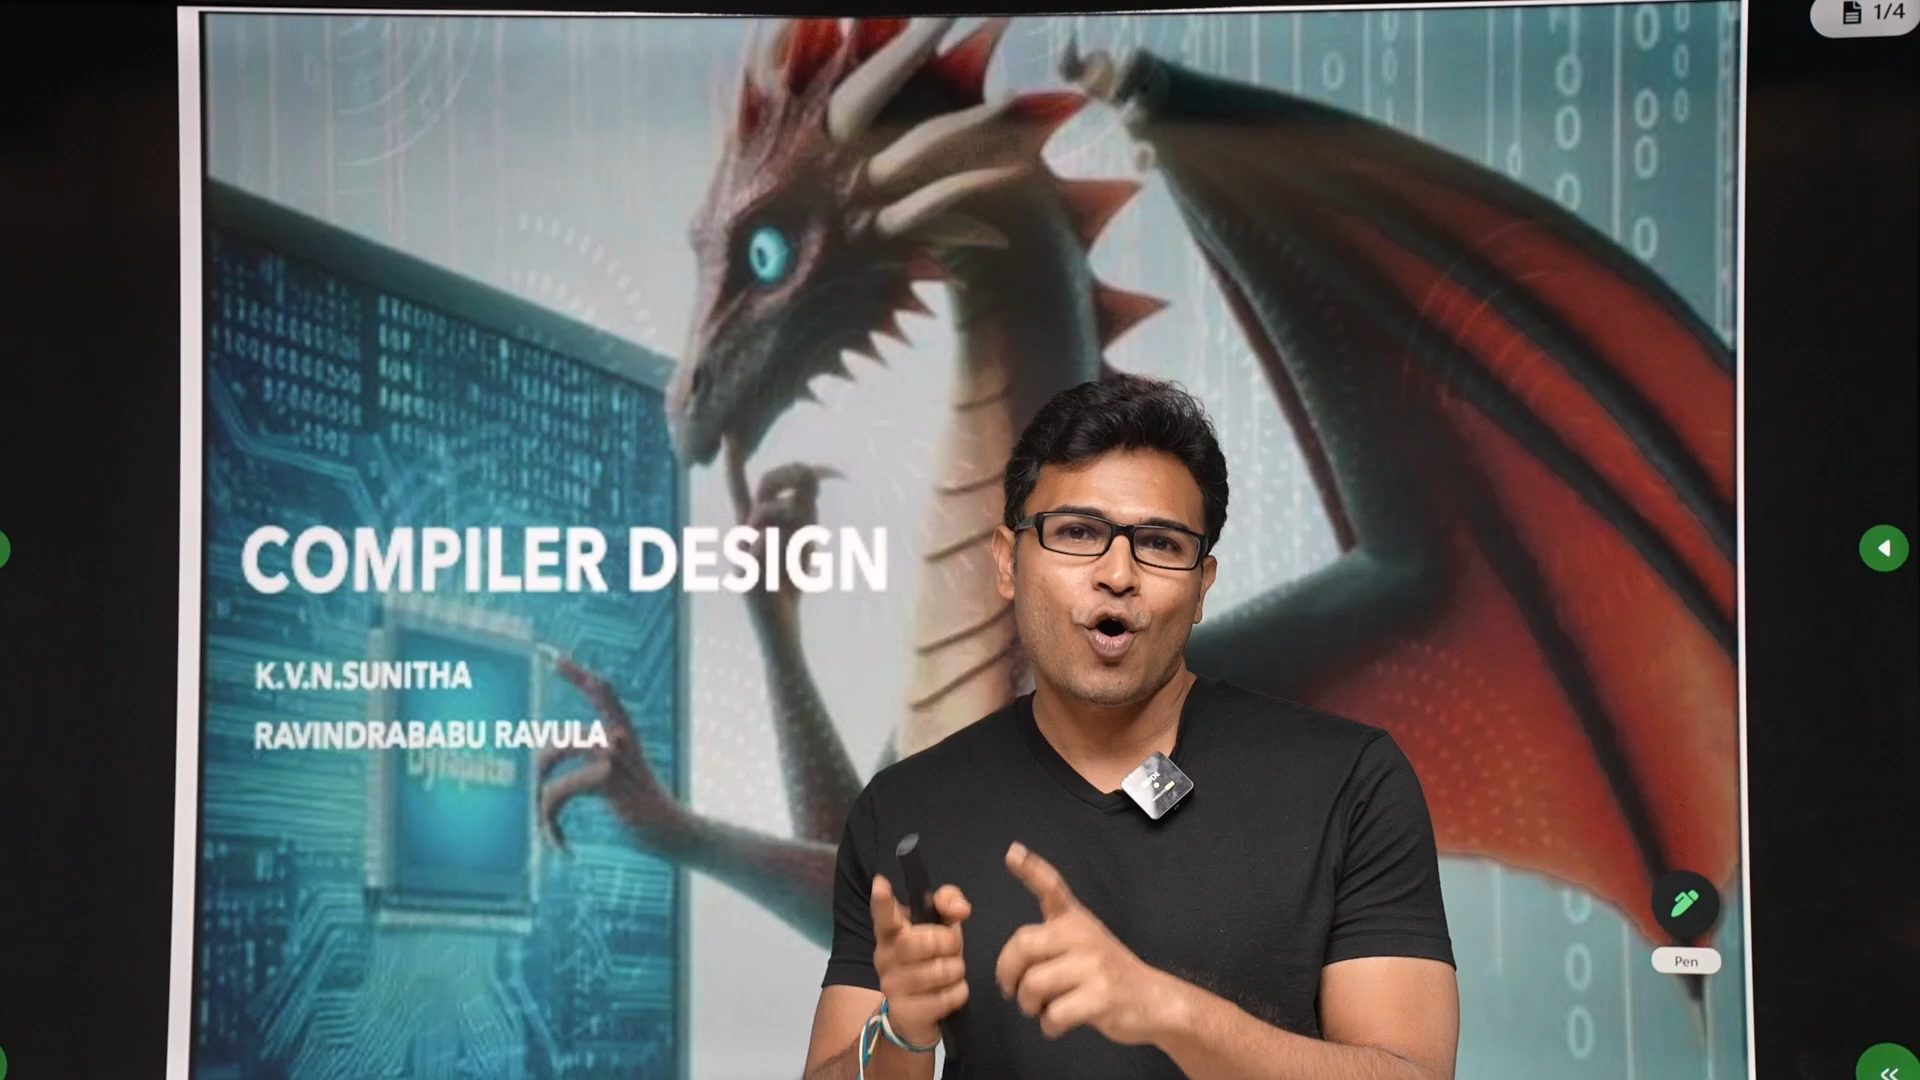 1/4
COMPILER DESIGN
K.V.N.SUNITHA
RAVINDRABABU RAVULA
Pen